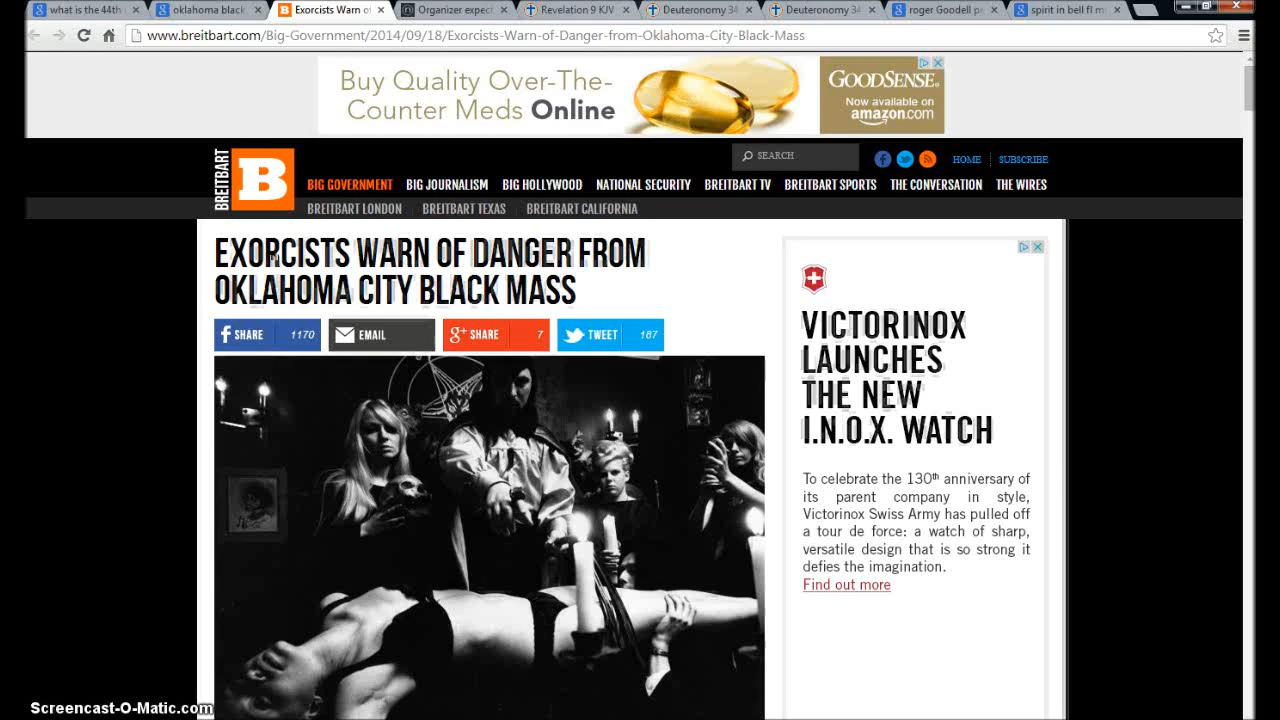 what is the 44th
oklahoma black
Exorcists Warn of
Organizer expect
Revelation 9 KJV
Deuteronomy 34
Deuteronomy 34
roger Goodell p
spirit in bell fl m
www.breitbart.com/Big-Government/2014/09/18/Exorcists-Warn-of-Danger-from-Oklahoma-City-Black-Mass
Buy Quality Over-The-
Counter Meds Online
GOODSENSE®
Now available on
amazon.com
SEARCH
HOME
SUBSCRIBE
BREITBART
B
BIG GOVERNMENT BIG JOURNALISM BIG HOLLYWOOD NATIONAL SECURITY BREITBART TV BREITBART SPORTS THE CONVERSATION THE WIRES
BREITBART LONDON BREITBART TEXAS BREITBART CALIFORNIA
EXORCISTS WARN OF DANGER FROM
OKLAHOMA CITY BLACK MASS
f SHARE 1170
EMAIL
g+ SHARE 7
TWEET 187
VICTORINOX
LAUNCHES
THE NEW
I.N.O.X. WATCH
To celebrate the 130th anniversary of
its parent company in style,
Victorinox Swiss Army has pulled off
a tour de force: a watch of sharp,
versatile design that is so strong it
defies the imagination.
Find out more
Screencast-O-Matic.com